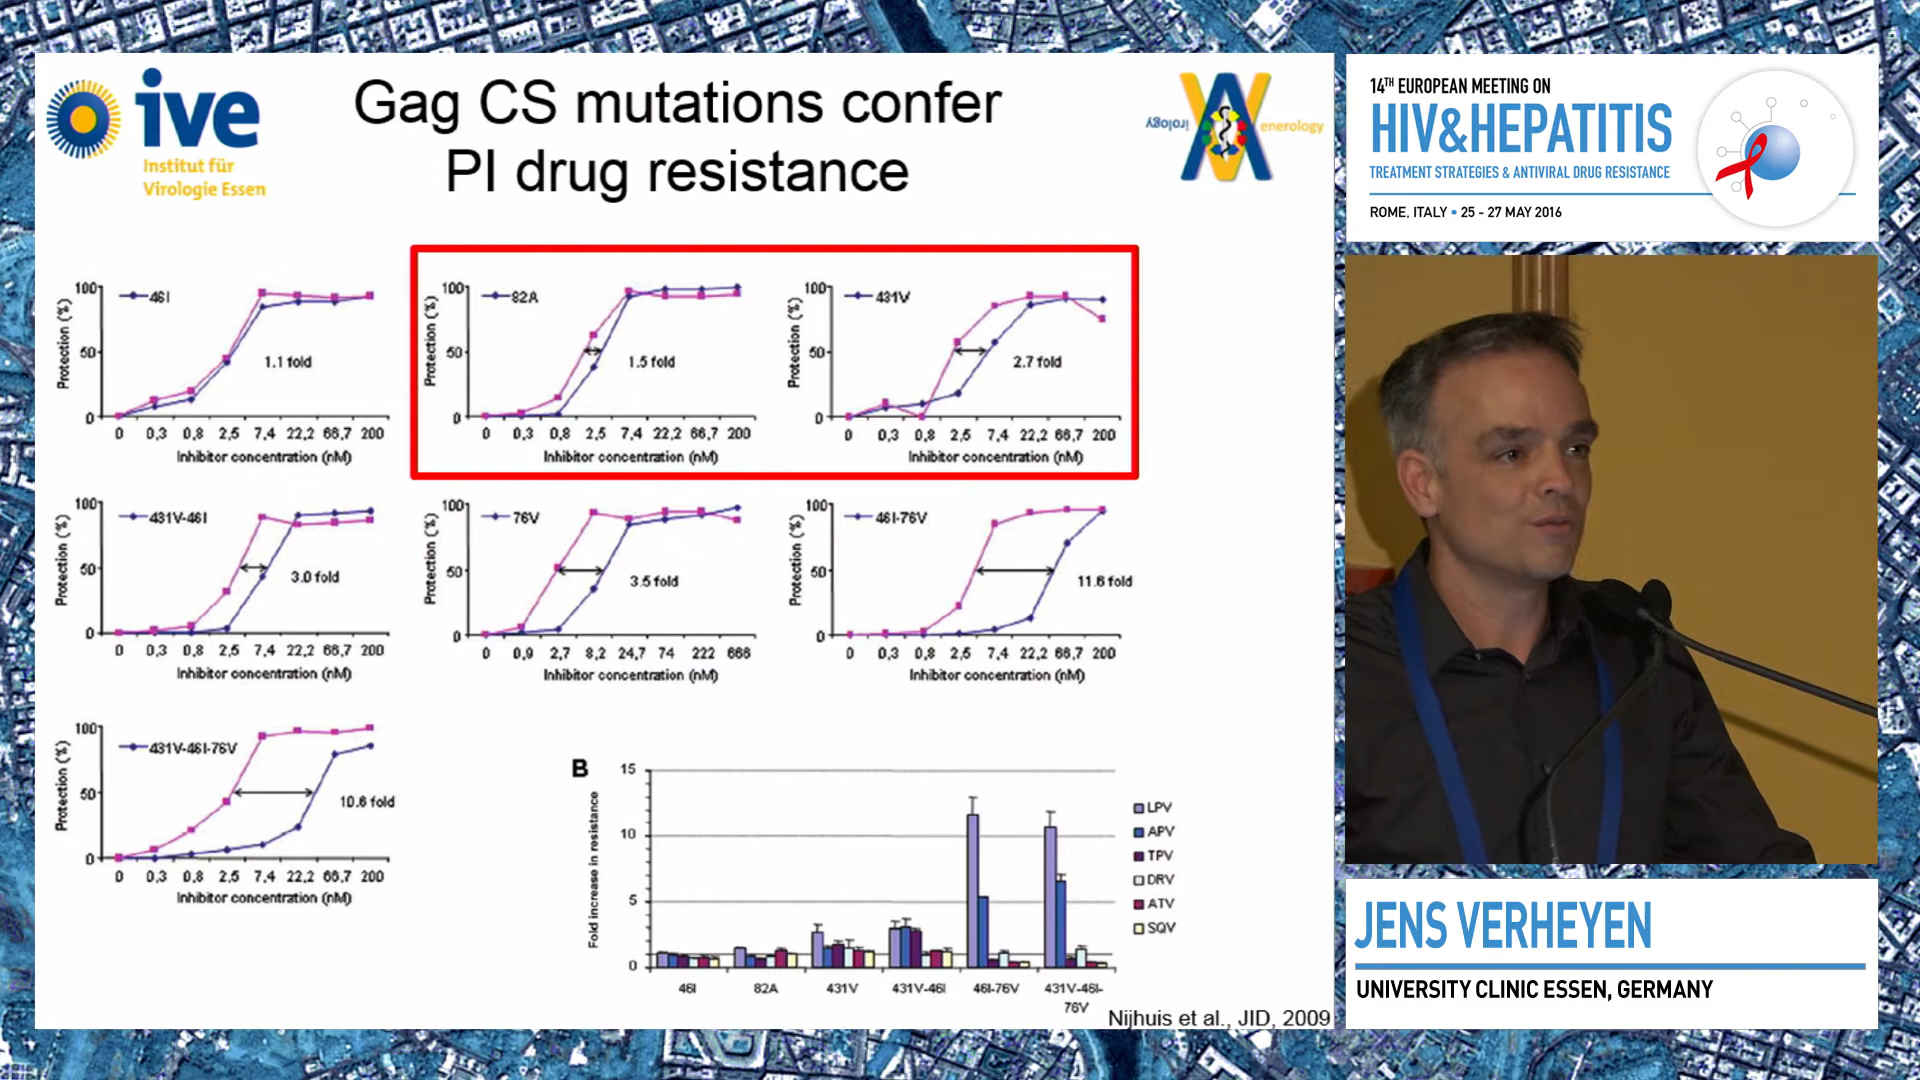 ive
Institut für
Virologie Essen
Gag CS mutations confer
PI drug resistance
irology
enerology
Protection (%)
100
50
0
46I
1.1 fold
0 0,3 0,8 2,5 7,4 22,2 66,7 200
Inhibitor concentration (nM)
Protection (%)
100
50
0
82A
1.5 fold
0 0,3 0,8 2,5 7,4 22,2 66,7 200
Inhibitor concentration (nM)
Protection (%)
100
50
0
431V
2.7 fold
0 0,3 0,8 2,5 7,4 22,2 66,7 200
Inhibitor concentration (nM)
Protection (%)
100
50
0
431V-46I
3.0 fold
0 0,3 0,8 2,5 7,4 22,2 66,7 200
Inhibitor concentration (nM)
Protection (%)
100
50
0
76V
3.5 fold
0 0,9 2,7 8,2 24,7 74 222 666
Inhibitor concentration (nM)
Protection (%)
100
50
0
46I-76V
11.6 fold
0 0,3 0,8 2,5 7,4 22,2 66,7 200
Inhibitor concentration (nM)
Protection (%)
100
50
0
431V-46I-76V
10.6 fold
0 0,3 0,8 2,5 7,4 22,2 66,7 200
Inhibitor concentration (nM)
B
Fold increase in resistance
15
10
5
1
0
46I 82A 431V 431V-46I 46I-76V 431V-46I-
76V
LPV
APV
TPV
DRV
ATV
SQV
Nijhuis et al., JID, 2009
14TH EUROPEAN MEETING ON
HIV&HEPATITIS
TREATMENT STRATEGIES & ANTIVIRAL DRUG RESISTANCE
ROME, ITALY • 25 - 27 MAY 2016
JENS VERHEYEN
UNIVERSITY CLINIC ESSEN, GERMANY